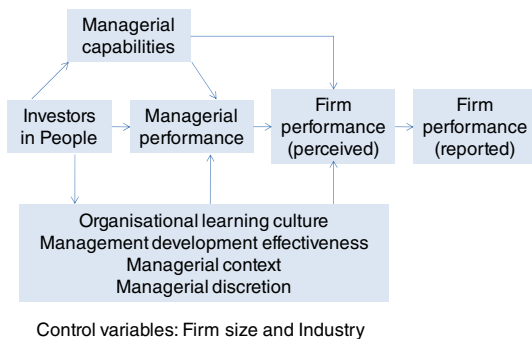 Managerial
capabilities
Investors
in People
Managerial
performance
Firm
performance
(perceived)
Firm
performance
(reported)
Organisational learning culture
Management development effectiveness
Managerial context
Managerial discretion
Control variables: Firm size and Industry